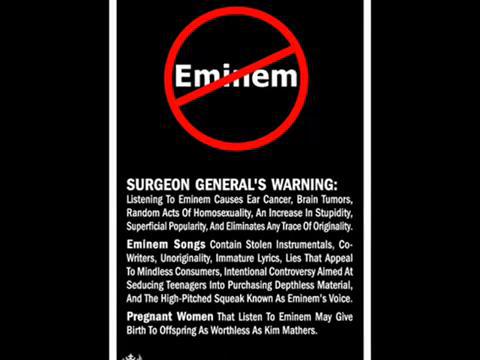 Eminem
SURGEON GENERAL'S WARNING:
Listening To Eminem Causes Ear Cancer, Brain Tumors,
Random Acts Of Homosexuality, An Increase In Stupidity,
Superficial Popularity, And Eliminates Any Trace Of Originality.
Eminem Songs Contain Stolen Instrumentals, Co-
Writers, Unoriginality, Immature Lyrics, Lies That Appeal
To Mindless Consumers, Intentional Controversy Aimed At
Seducing Teenagers Into Purchasing Depthless Material,
And The High-Pitched Squeak Known As Eminem's Voice.
Pregnant Women That Listen To Eminem May Give
Birth To Offspring As Worthless As Kim Mathers.